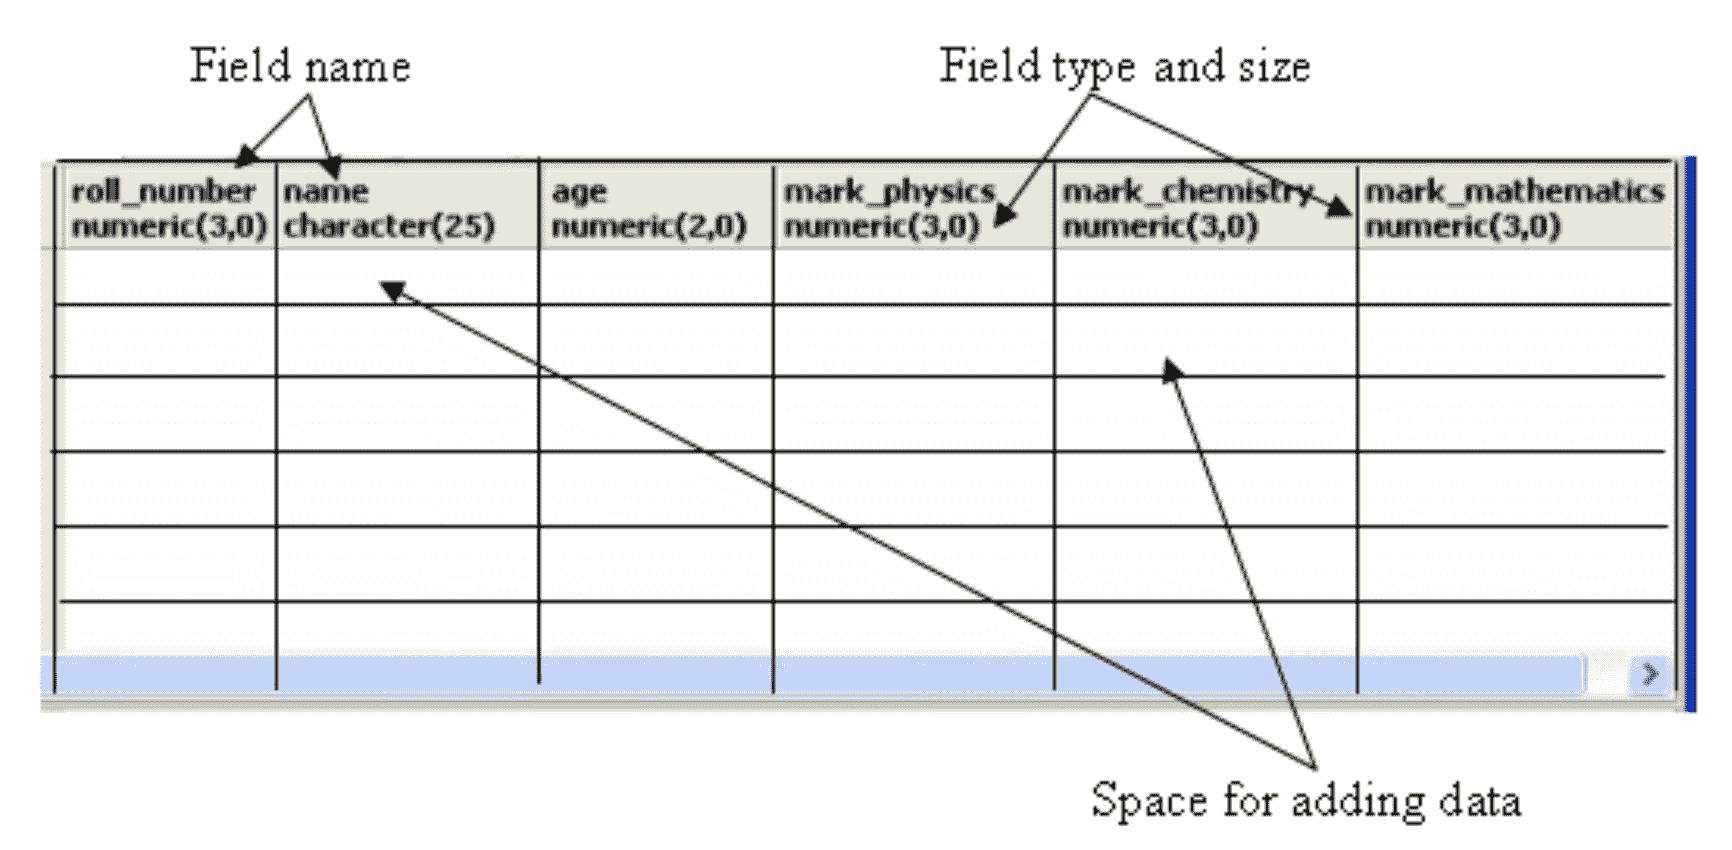 Field name
Field type and size
roll_number name age mark_physics mark_chemistry mark_mathematics
numeric(3,0) character(25) numeric(2,0) numeric(3,0) numeric(3,0) numeric(3,0)
Space for adding data